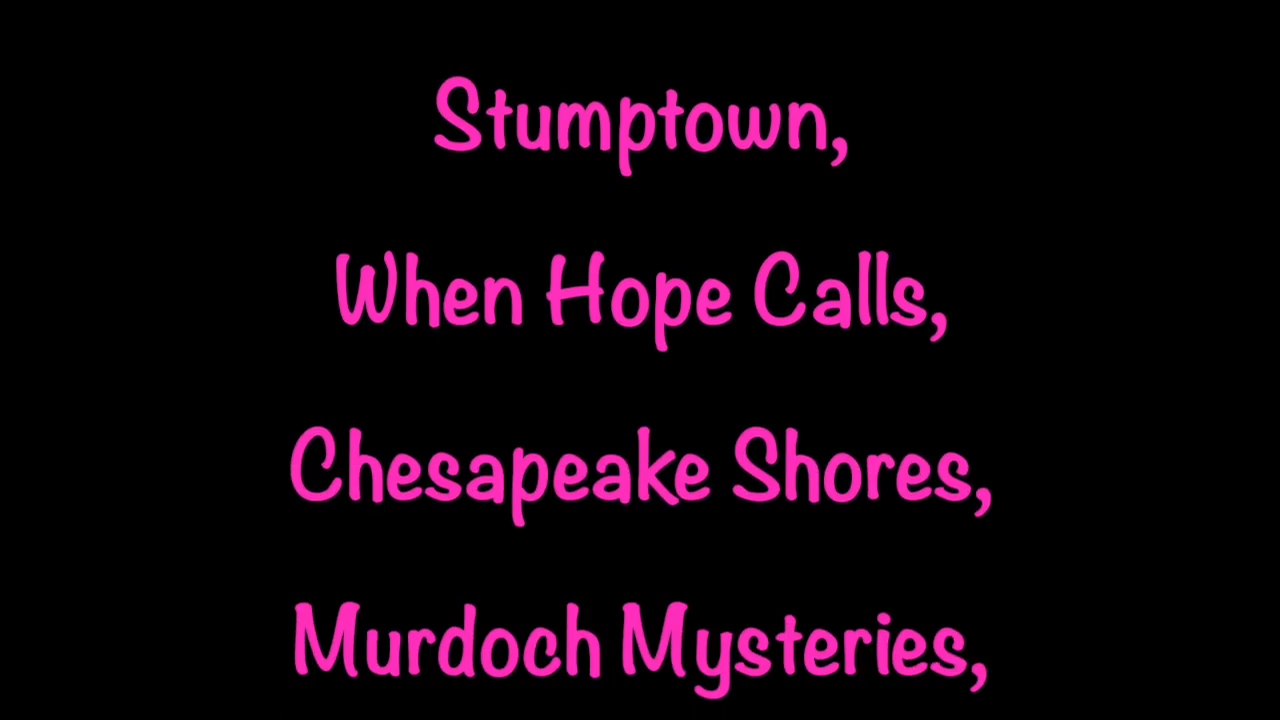 Stumptown,
When Hope Calls,
Chesapeake Shores,
Murdoch Mysteries,